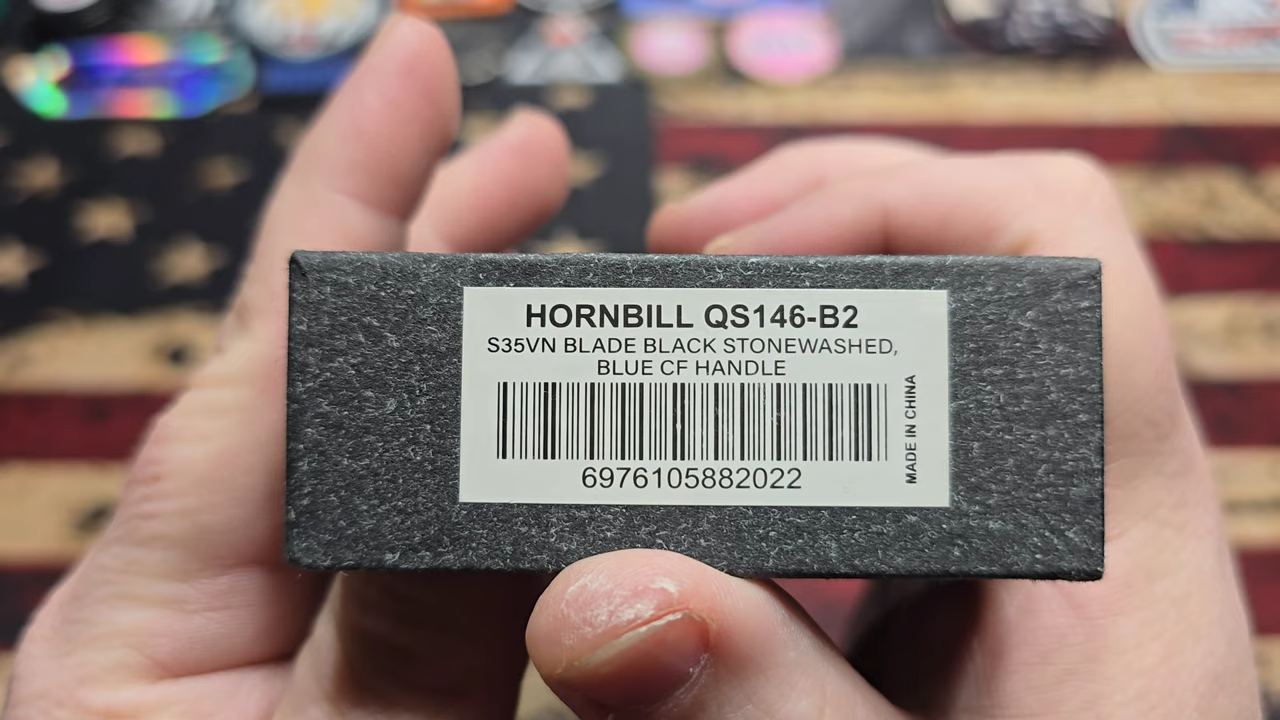 HORNBILL QS146-B2
S35VN BLADE BLACK STONEWASHED,
BLUE CF HANDLE
6976105882022
MADE IN CHINA